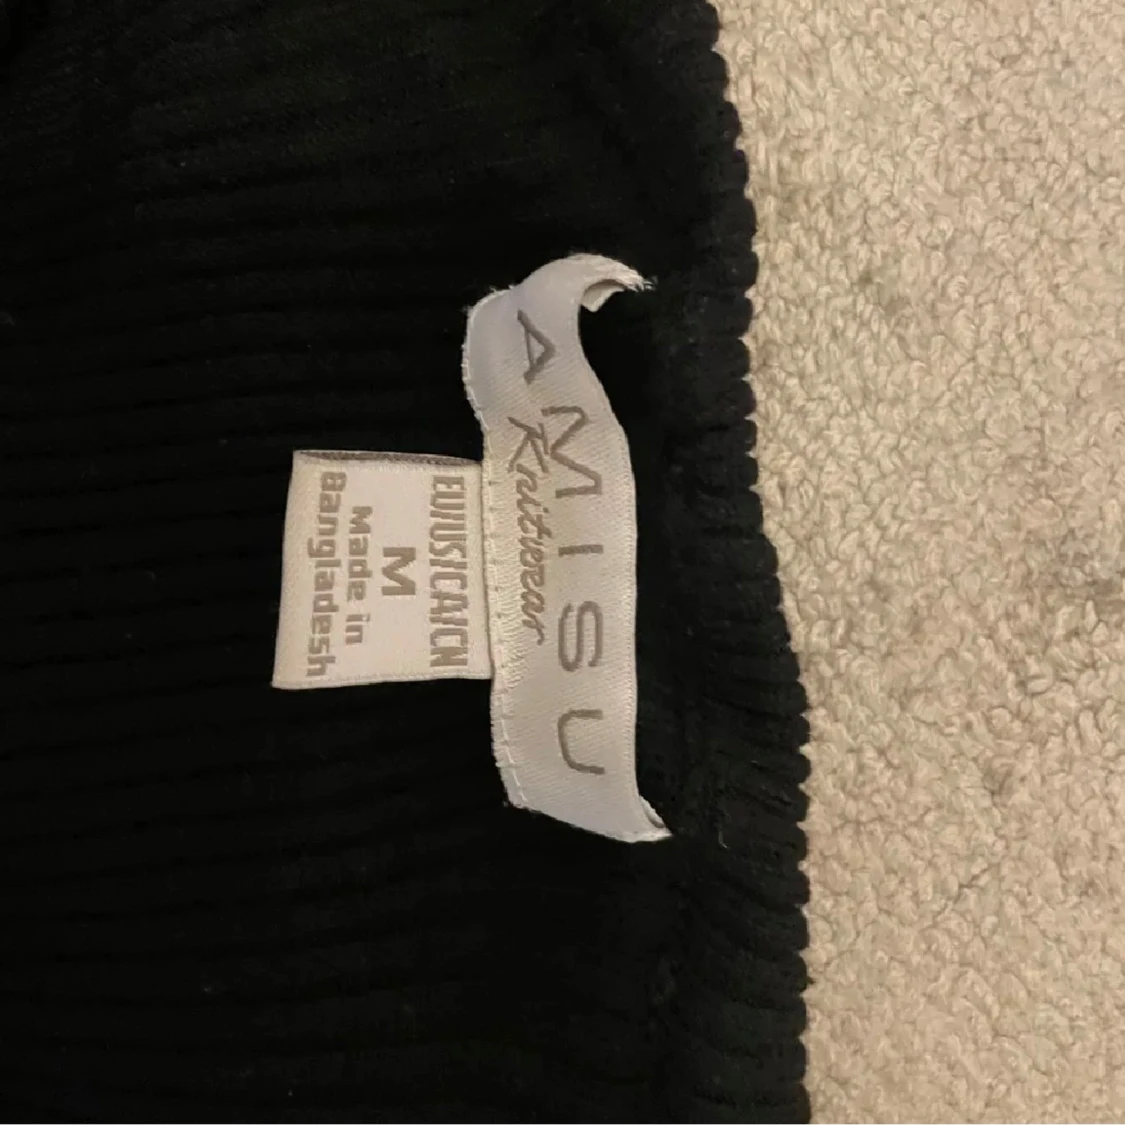 AMISU
Knitwear
EU/US/CA/CN
M
Made in
Bangladesh